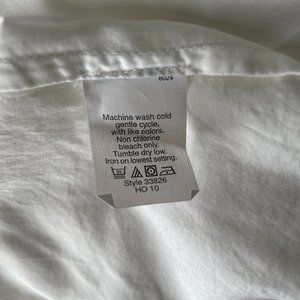 8U24
Machine wash cold
gentle cycle,
with like colors.
Non chlorine
bleach only.
Tumble dry low.
Iron on lowest setting.
Style 33826
HO 10